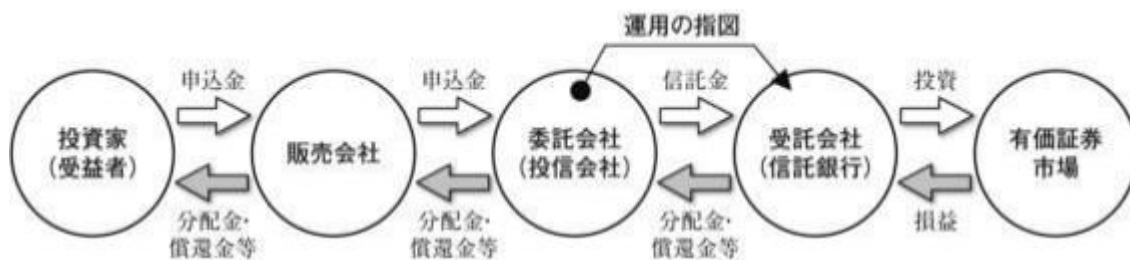 運用の指図
申込金
申込金
信託金
投資
投資家
(受益者)
販売会社
委託会社
(投信会社)
受託会社
(信託銀行)
有価証券
市場
分配金・
償還金等
分配金・
償還金等
分配金・
償還金等
損益